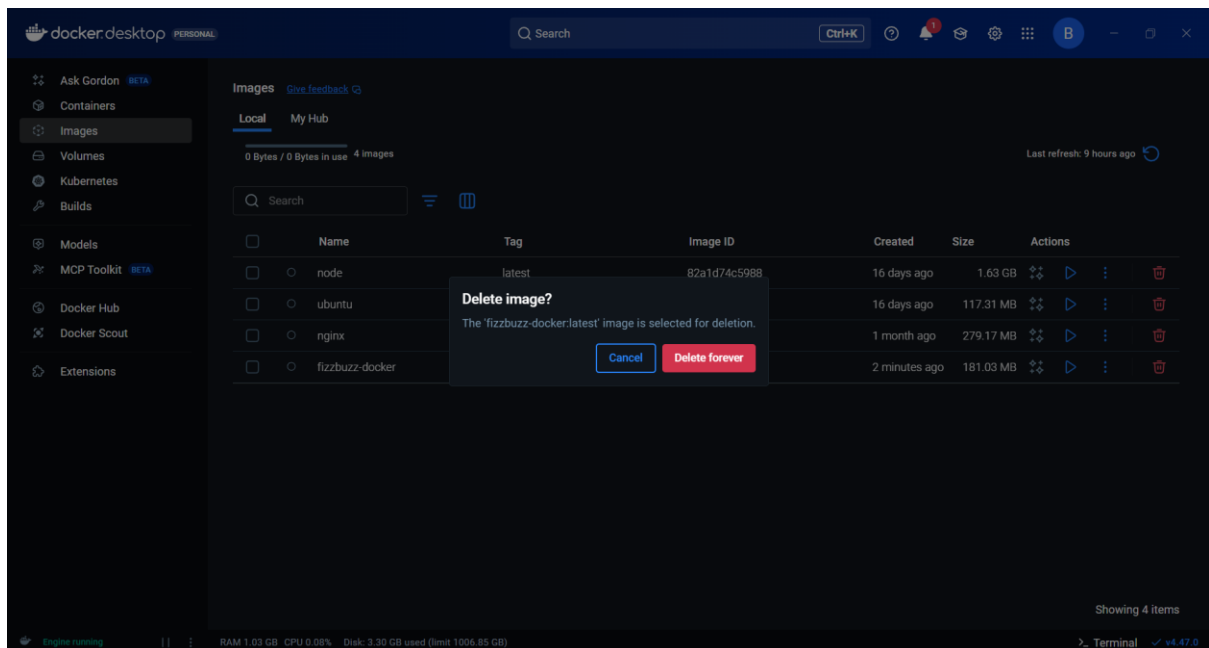 docker.desktop PERSONAL Search Ctrl+K 1 B
Ask Gordon BETA
Containers
Images
Volumes
Kubernetes
Builds
Models
MCP Toolkit BETA
Docker Hub
Docker Scout
Extensions
Images Give feedback
Local My Hub
0 Bytes / 0 Bytes in use 4 images Last refresh: 9 hours ago
Search
Name Tag Image ID Created Size Actions
node latest 82a1d74c5988 16 days ago 1.63 GB
ubuntu 16 days ago 117.31 MB
nginx 1 month ago 279.17 MB
fizzbuzz-docker 2 minutes ago 181.03 MB
Delete image?
The 'fizzbuzz-docker:latest' image is selected for deletion.
Cancel Delete forever
Showing 4 items
Engine running RAM 1.03 GB CPU 0.08% Disk: 3.30 GB used (limit 1006.85 GB) >_ Terminal v4.47.0